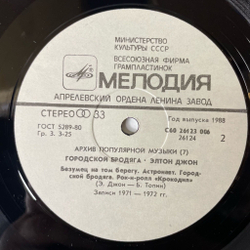 МИНИСТЕРСТВО
КУЛЬТУРЫ СССР
ВСЕСОЮЗНАЯ ФИРМА
ГРАМПЛАСТИНОК
МЕЛОДИЯ
АПРЕЛЕВСКИЙ ОРДЕНА ЛЕНИНА ЗАВОД
СТЕРЕО 33
Год выпуска 1988
ГОСТ 5289-80
Гр. 3. 3-25
С60 26123 006
26124
2
АРХИВ ПОПУЛЯРНОЙ МУЗЫКИ (7)
ГОРОДСКОЙ БРОДЯГА · ЭЛТОН ДЖОН
Безумец на том берегу. Астронавт. Город-
ской бродяга. Рок-н-ролл «Крокодил»
(Э. Джон — Б. Топин)
Записи 1971 — 1972 гг.